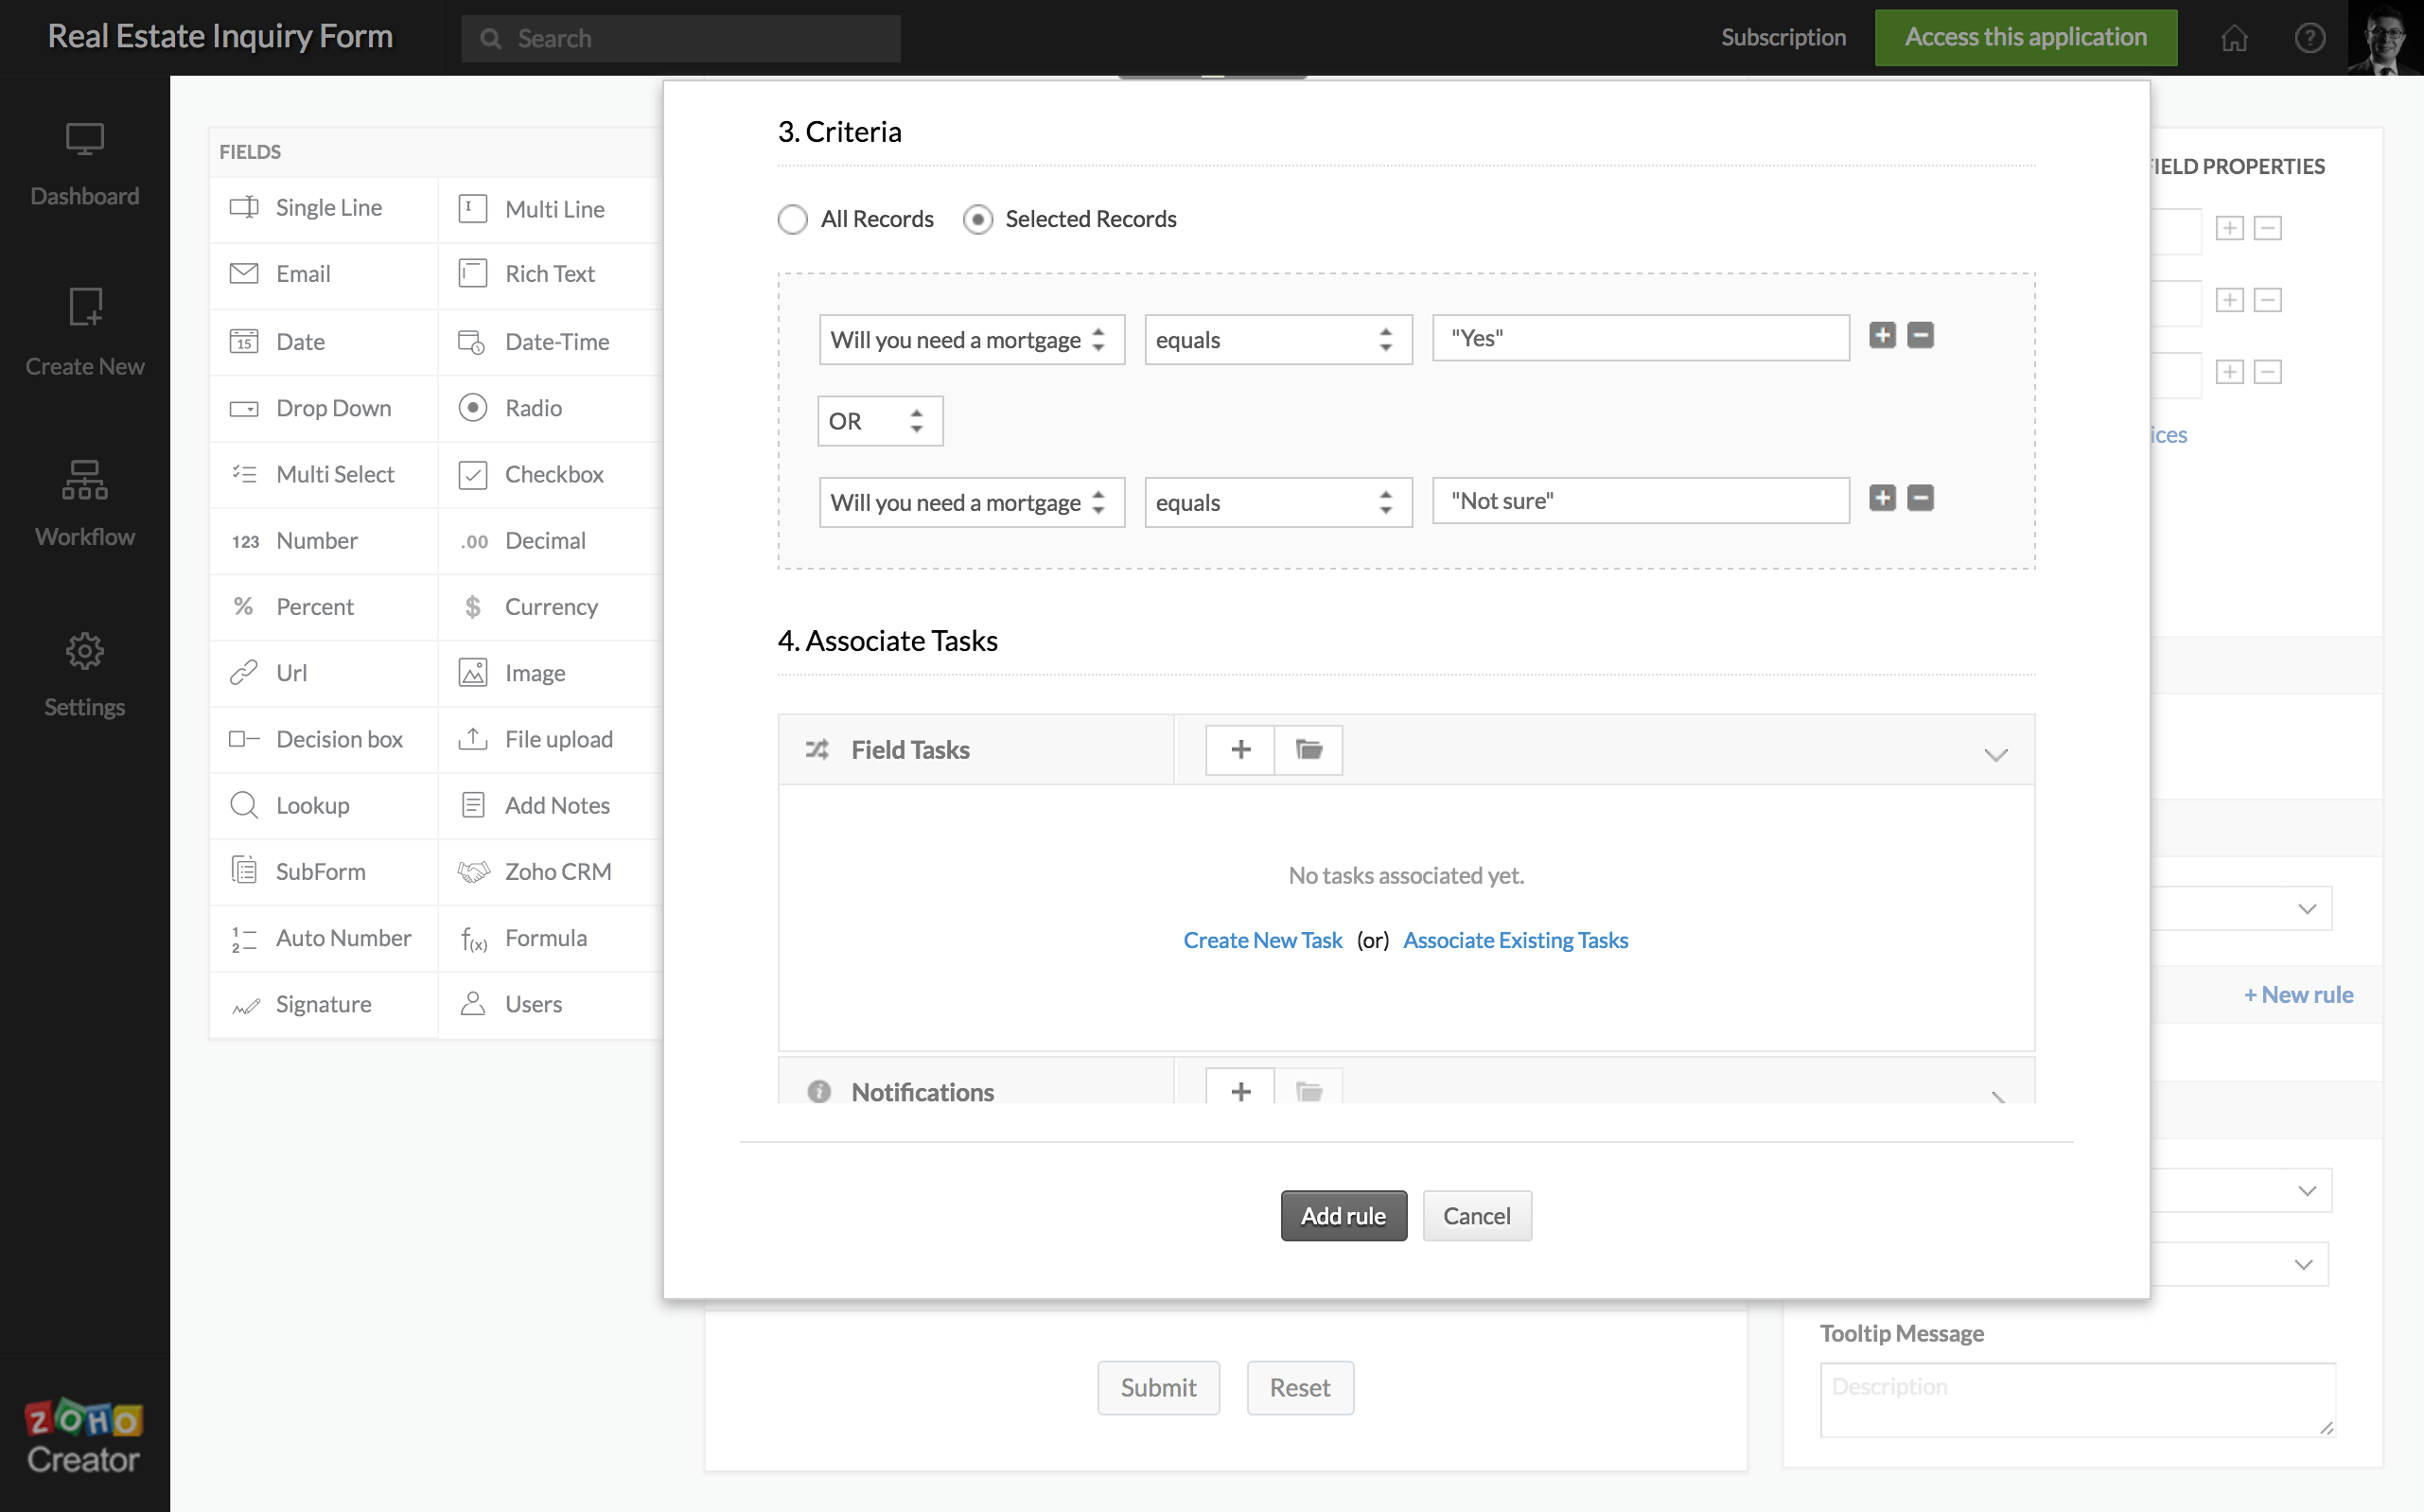 Real Estate Inquiry Form
Search
Subscription
Access this application
?
Dashboard
Create New
Workflow
Settings
ZOHO
Creator
FIELDS
Single Line
Multi Line
Email
Rich Text
15
Date
Date-Time
Drop Down
Radio
Multi Select
Checkbox
123 Number
.00 Decimal
% Percent
$ Currency
Url
Image
Decision box
File upload
Lookup
Add Notes
SubForm
Zoho CRM
1
2
Auto Number
f(x) Formula
Signature
Users
3. Criteria
All Records
Selected Records
Will you need a mortgage
equals
"Yes"
OR
Will you need a mortgage
equals
"Not sure"
4. Associate Tasks
Field Tasks
No tasks associated yet.
Create New Task (or) Associate Existing Tasks
Notifications
Add rule
Cancel
Submit
Reset
IELD PROPERTIES
ices
+ New rule
Tooltip Message
Description